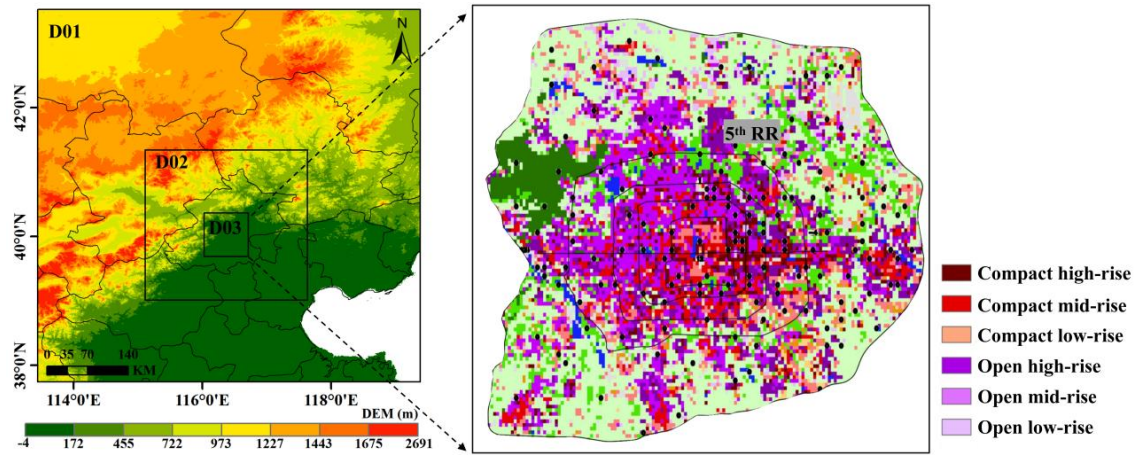 D01
N
D02
D03
42°0'N
40°0'N
38°0'N
0 35 70 140
KM
114°0'E 116°0'E 118°0'E
DEM (m)
-4 172 455 722 973 1227 1443 1675 2691
5th RR
Compact high-rise
Compact mid-rise
Compact low-rise
Open high-rise
Open mid-rise
Open low-rise